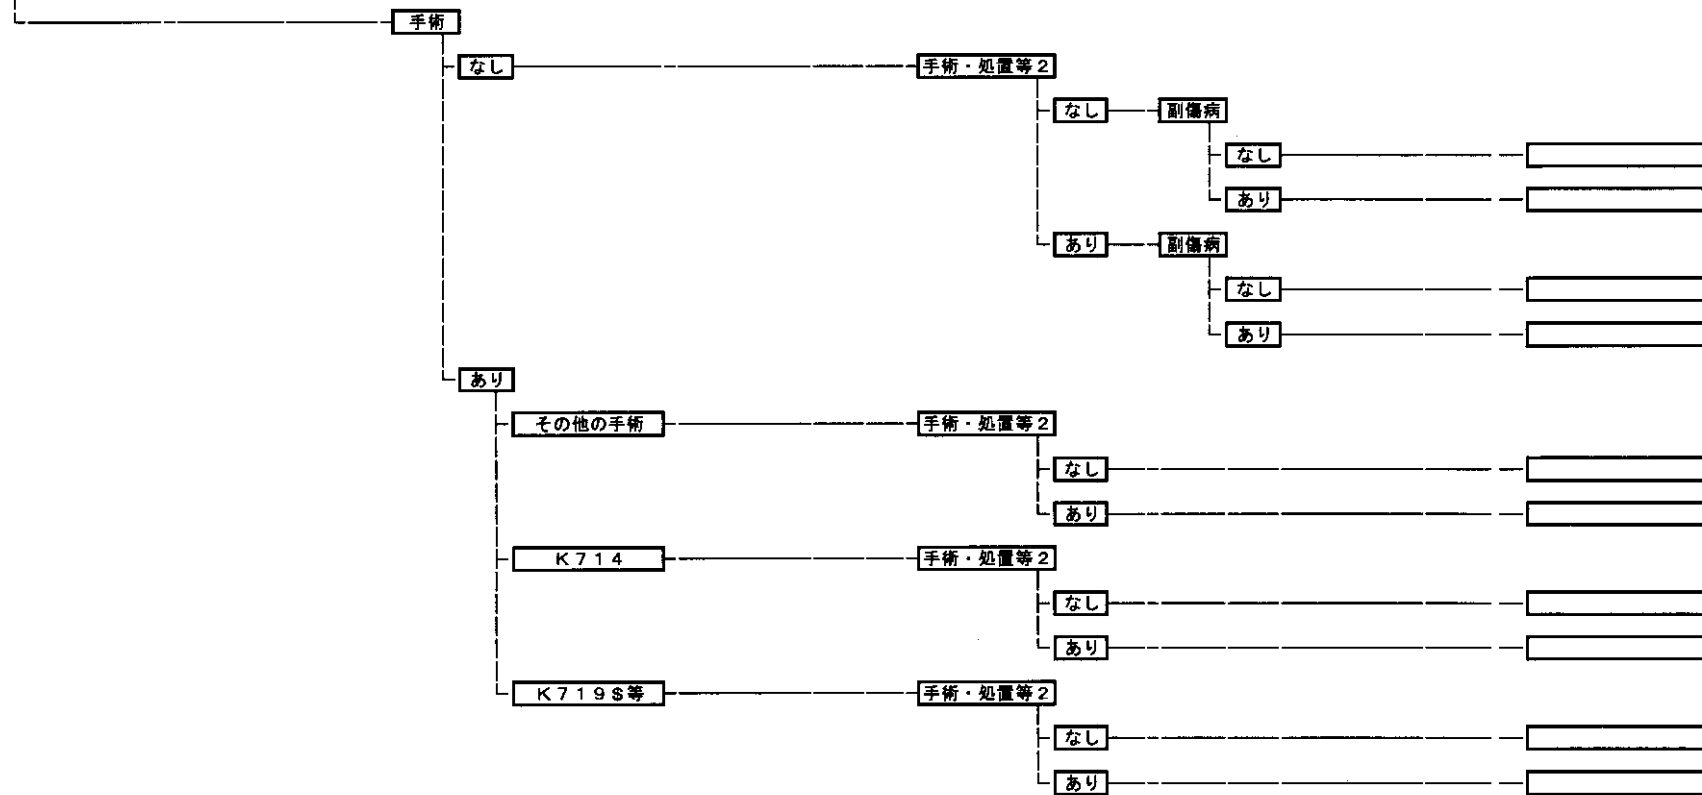 手術
なし
手術・処置等2
なし
副傷病
なし
あり
あり
副傷病
なし
あり
あり
その他の手術
手術・処置等2
なし
あり
K714
手術・処置等2
なし
あり
K719$等
手術・処置等2
なし
あり